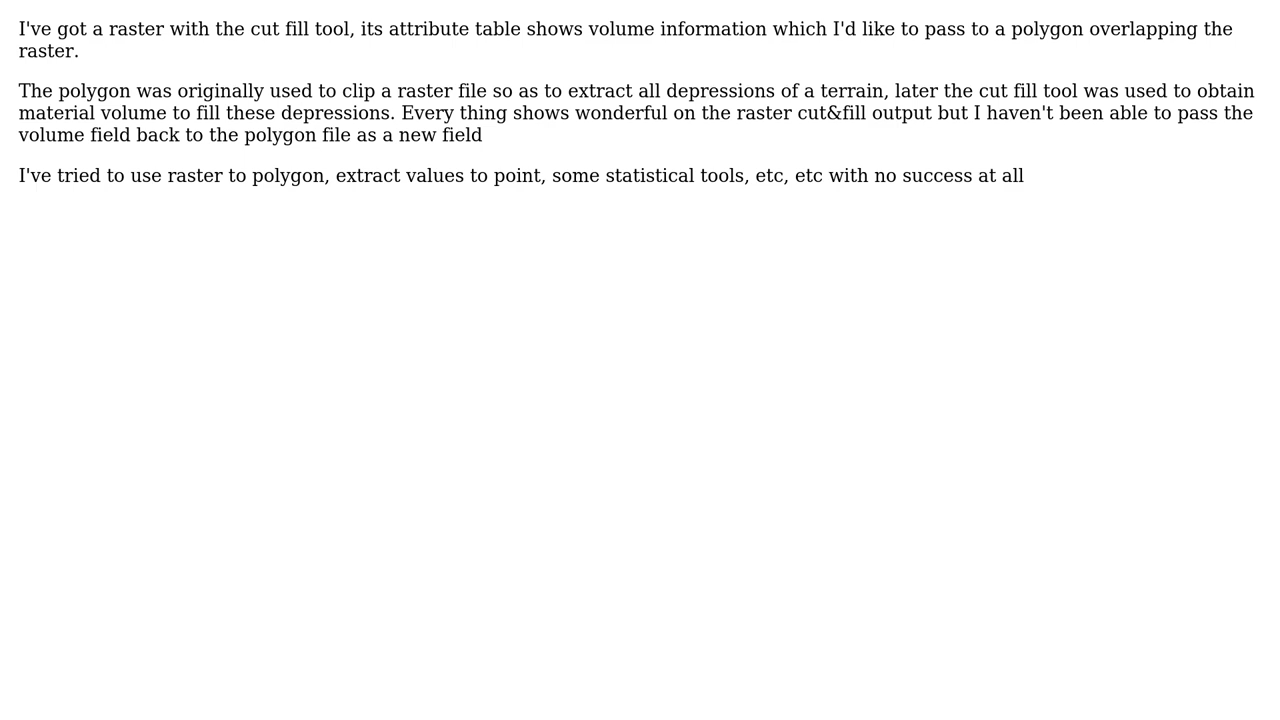 I've got a raster with the cut fill tool, its attribute table shows volume information which I'd like to pass to a polygon overlapping the
raster.
The polygon was originally used to clip a raster file so as to extract all depressions of a terrain, later the cut fill tool was used to obtain
material volume to fill these depressions. Every thing shows wonderful on the raster cut&fill output but I haven't been able to pass the
volume field back to the polygon file as a new field
I've tried to use raster to polygon, extract values to point, some statistical tools, etc, etc with no success at all